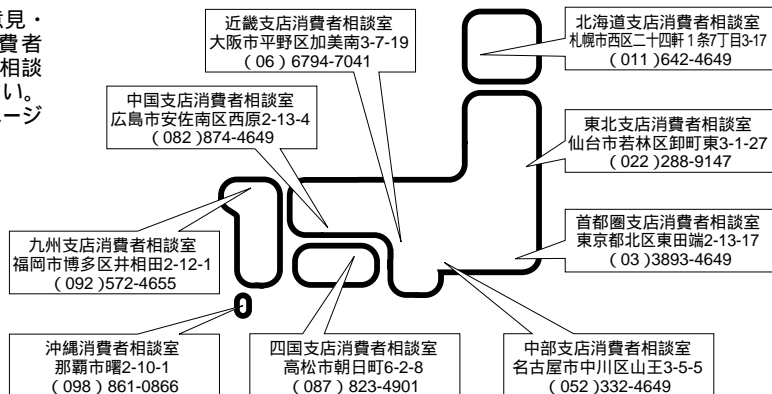 意見・
費者
相談
い。
ページ
近畿支店消費者相談室
大阪市平野区加美南3-7-19
(06) 6794-7041
北海道支店消費者相談室
札幌市西区二十四軒1条7丁目3-17
(011)642-4649
中国支店消費者相談室
広島市安佐南区西原2-13-4
(082)874-4649
東北支店消費者相談室
仙台市若林区卸町東3-1-27
(022)288-9147
首都圏支店消費者相談室
東京都北区東田端2-13-17
(03)3893-4649
九州支店消費者相談室
福岡市博多区井相田2-12-1
(092)572-4655
沖縄消費者相談室
那覇市曙2-10-1
(098) 861-0866
四国支店消費者相談室
高松市朝日町6-2-8
(087) 823-4901
中部支店消費者相談室
名古屋市中川区山王3-5-5
(052)332-4649